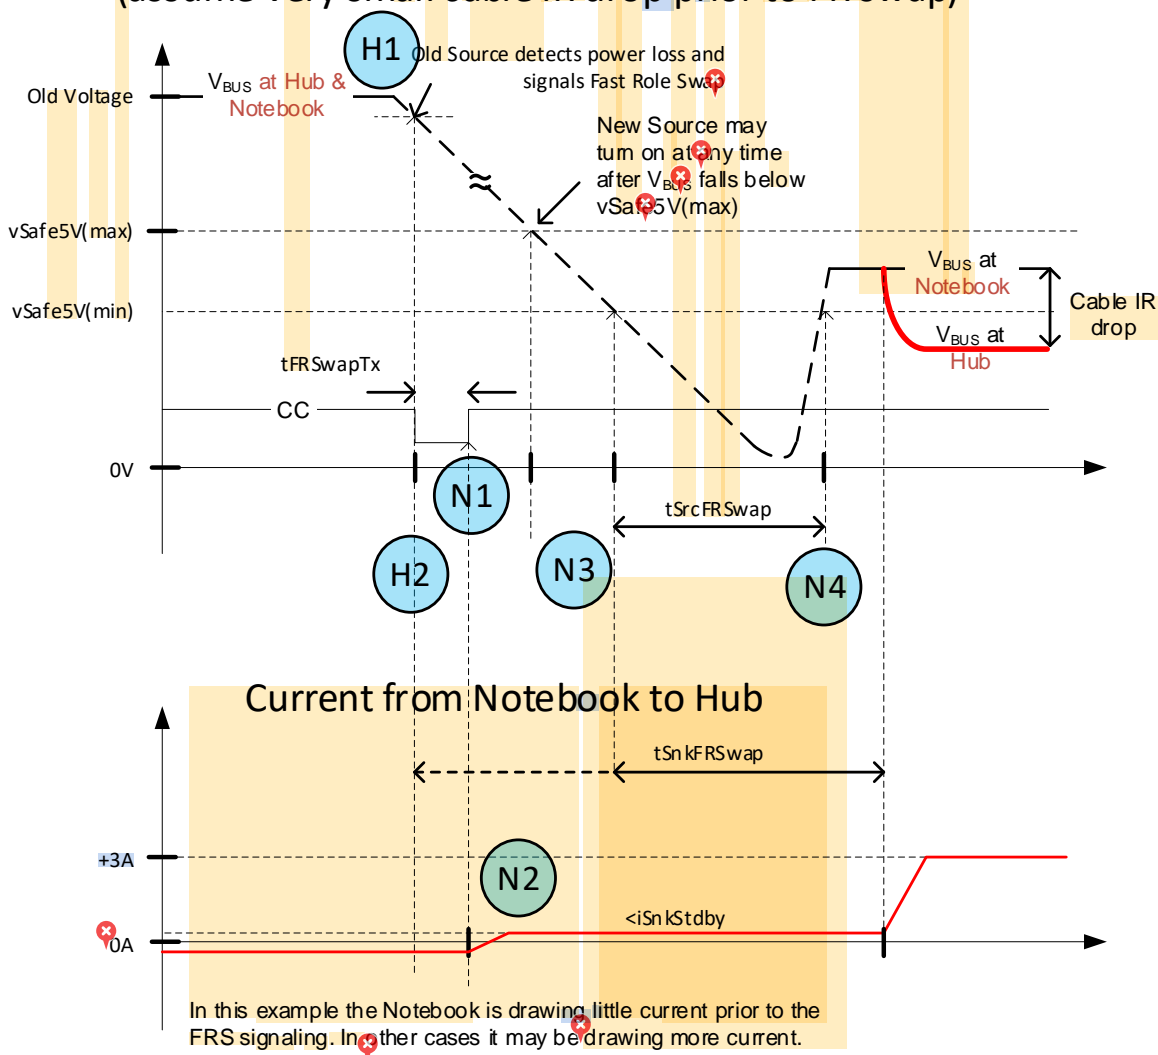 (assume very small cable IR drop prior to FRSwap)
H1
Old Source detects power loss and
signals Fast Role Swap
VBUS at Hub &
Notebook
Old Voltage
New Source may
turn on at any time
after VBUS falls below
vSafe5V(max)
vSafe5V(max)
VBUS at
Notebook
Cable IR
drop
vSafe5V(min)
VBUS at
Hub
tFRSwapTx
CC
0V
N1
tSrcFRSwap
H2
N3
N4
Current from Notebook to Hub
tSnkFRSwap
+3A
N2
<iSnkStdby
0A
In this example the Notebook is drawing little current prior to the
FRS signaling. In other cases it may be drawing more current.